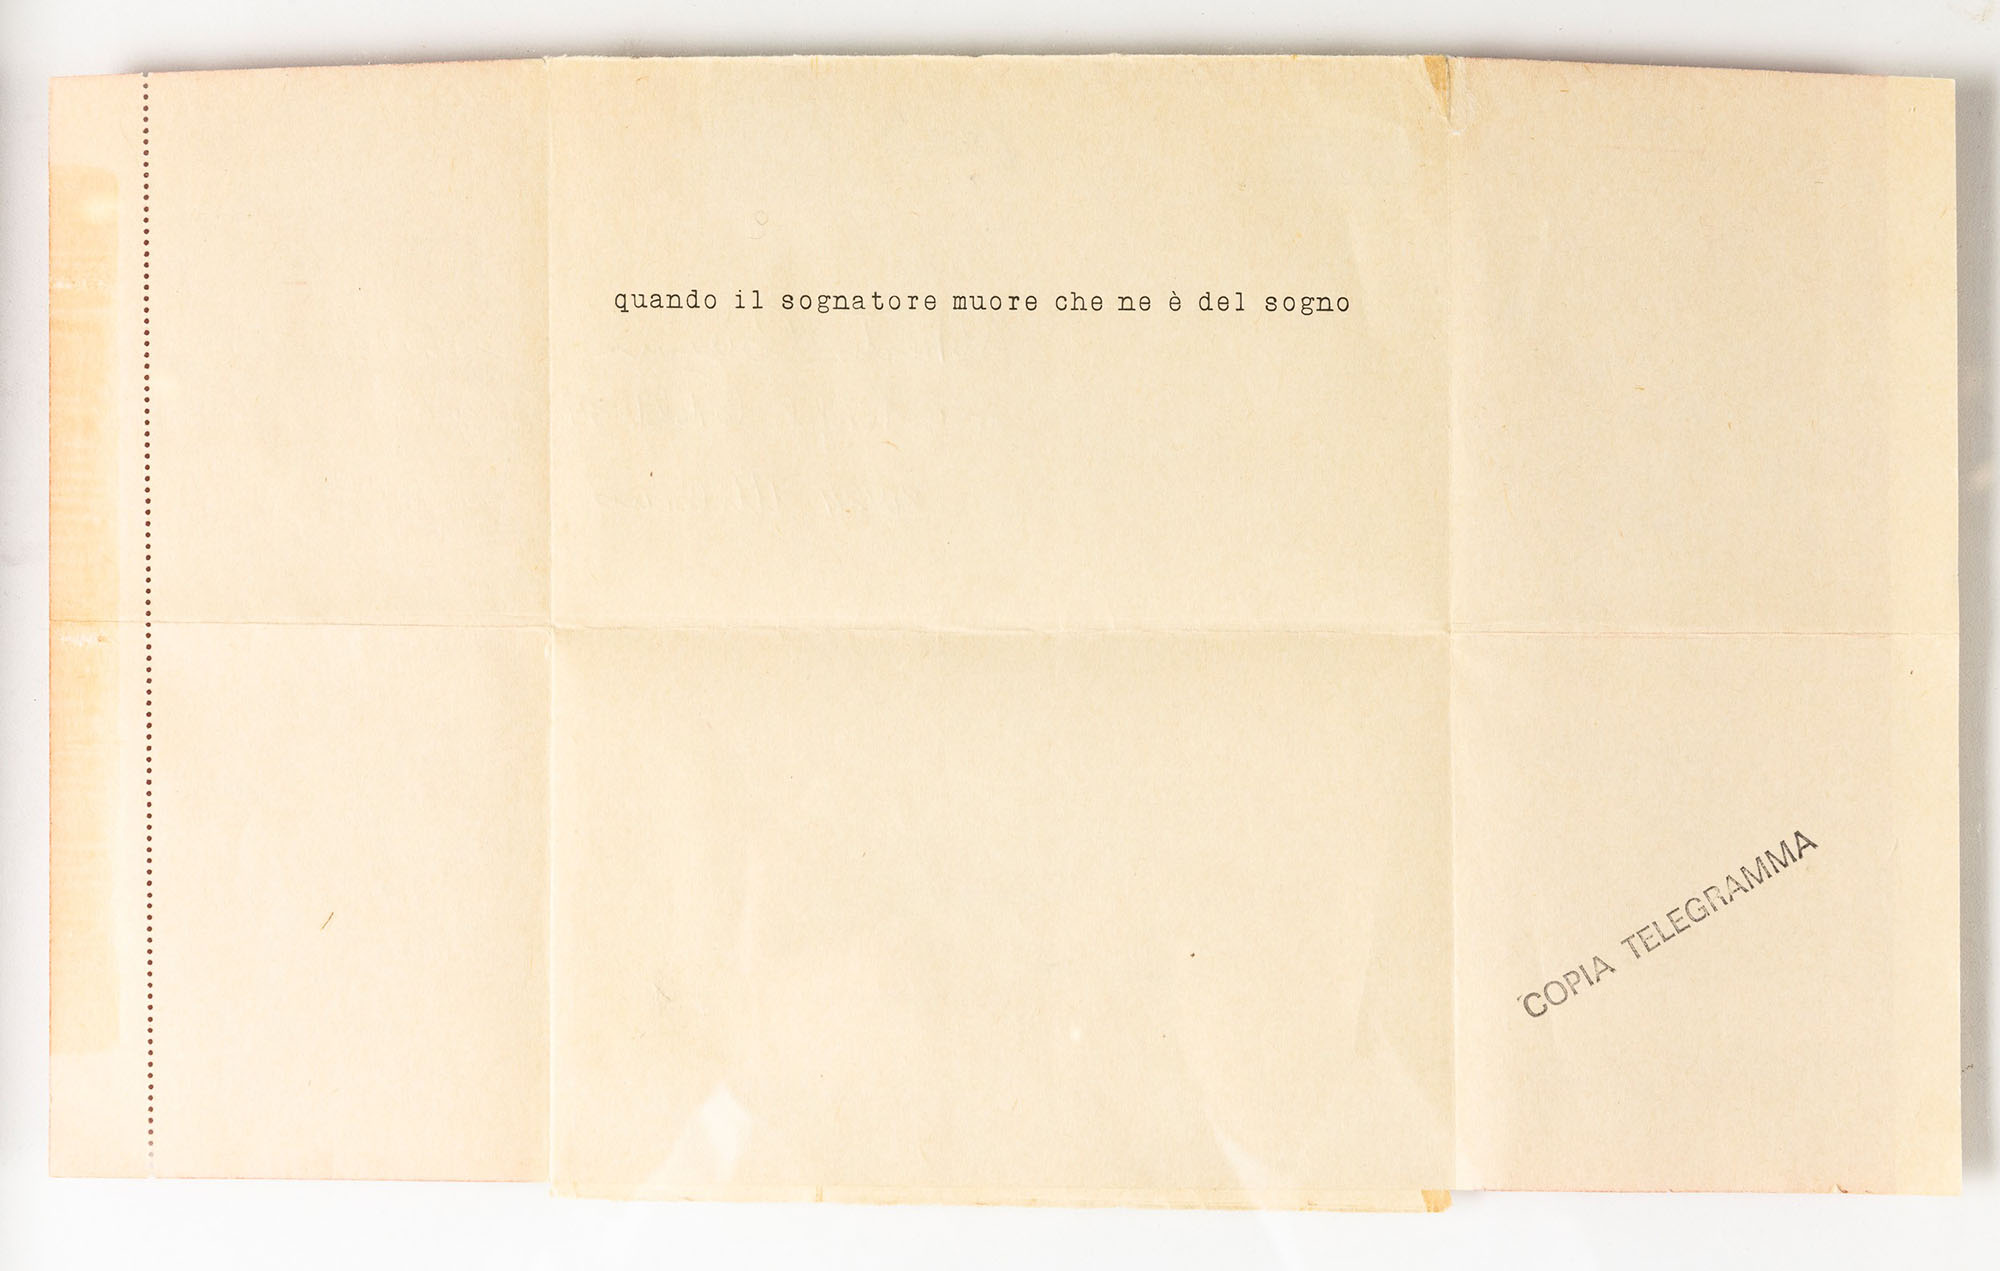 quando il sognatore muore che ne è del sogno
COPIA TELEGRAMMA